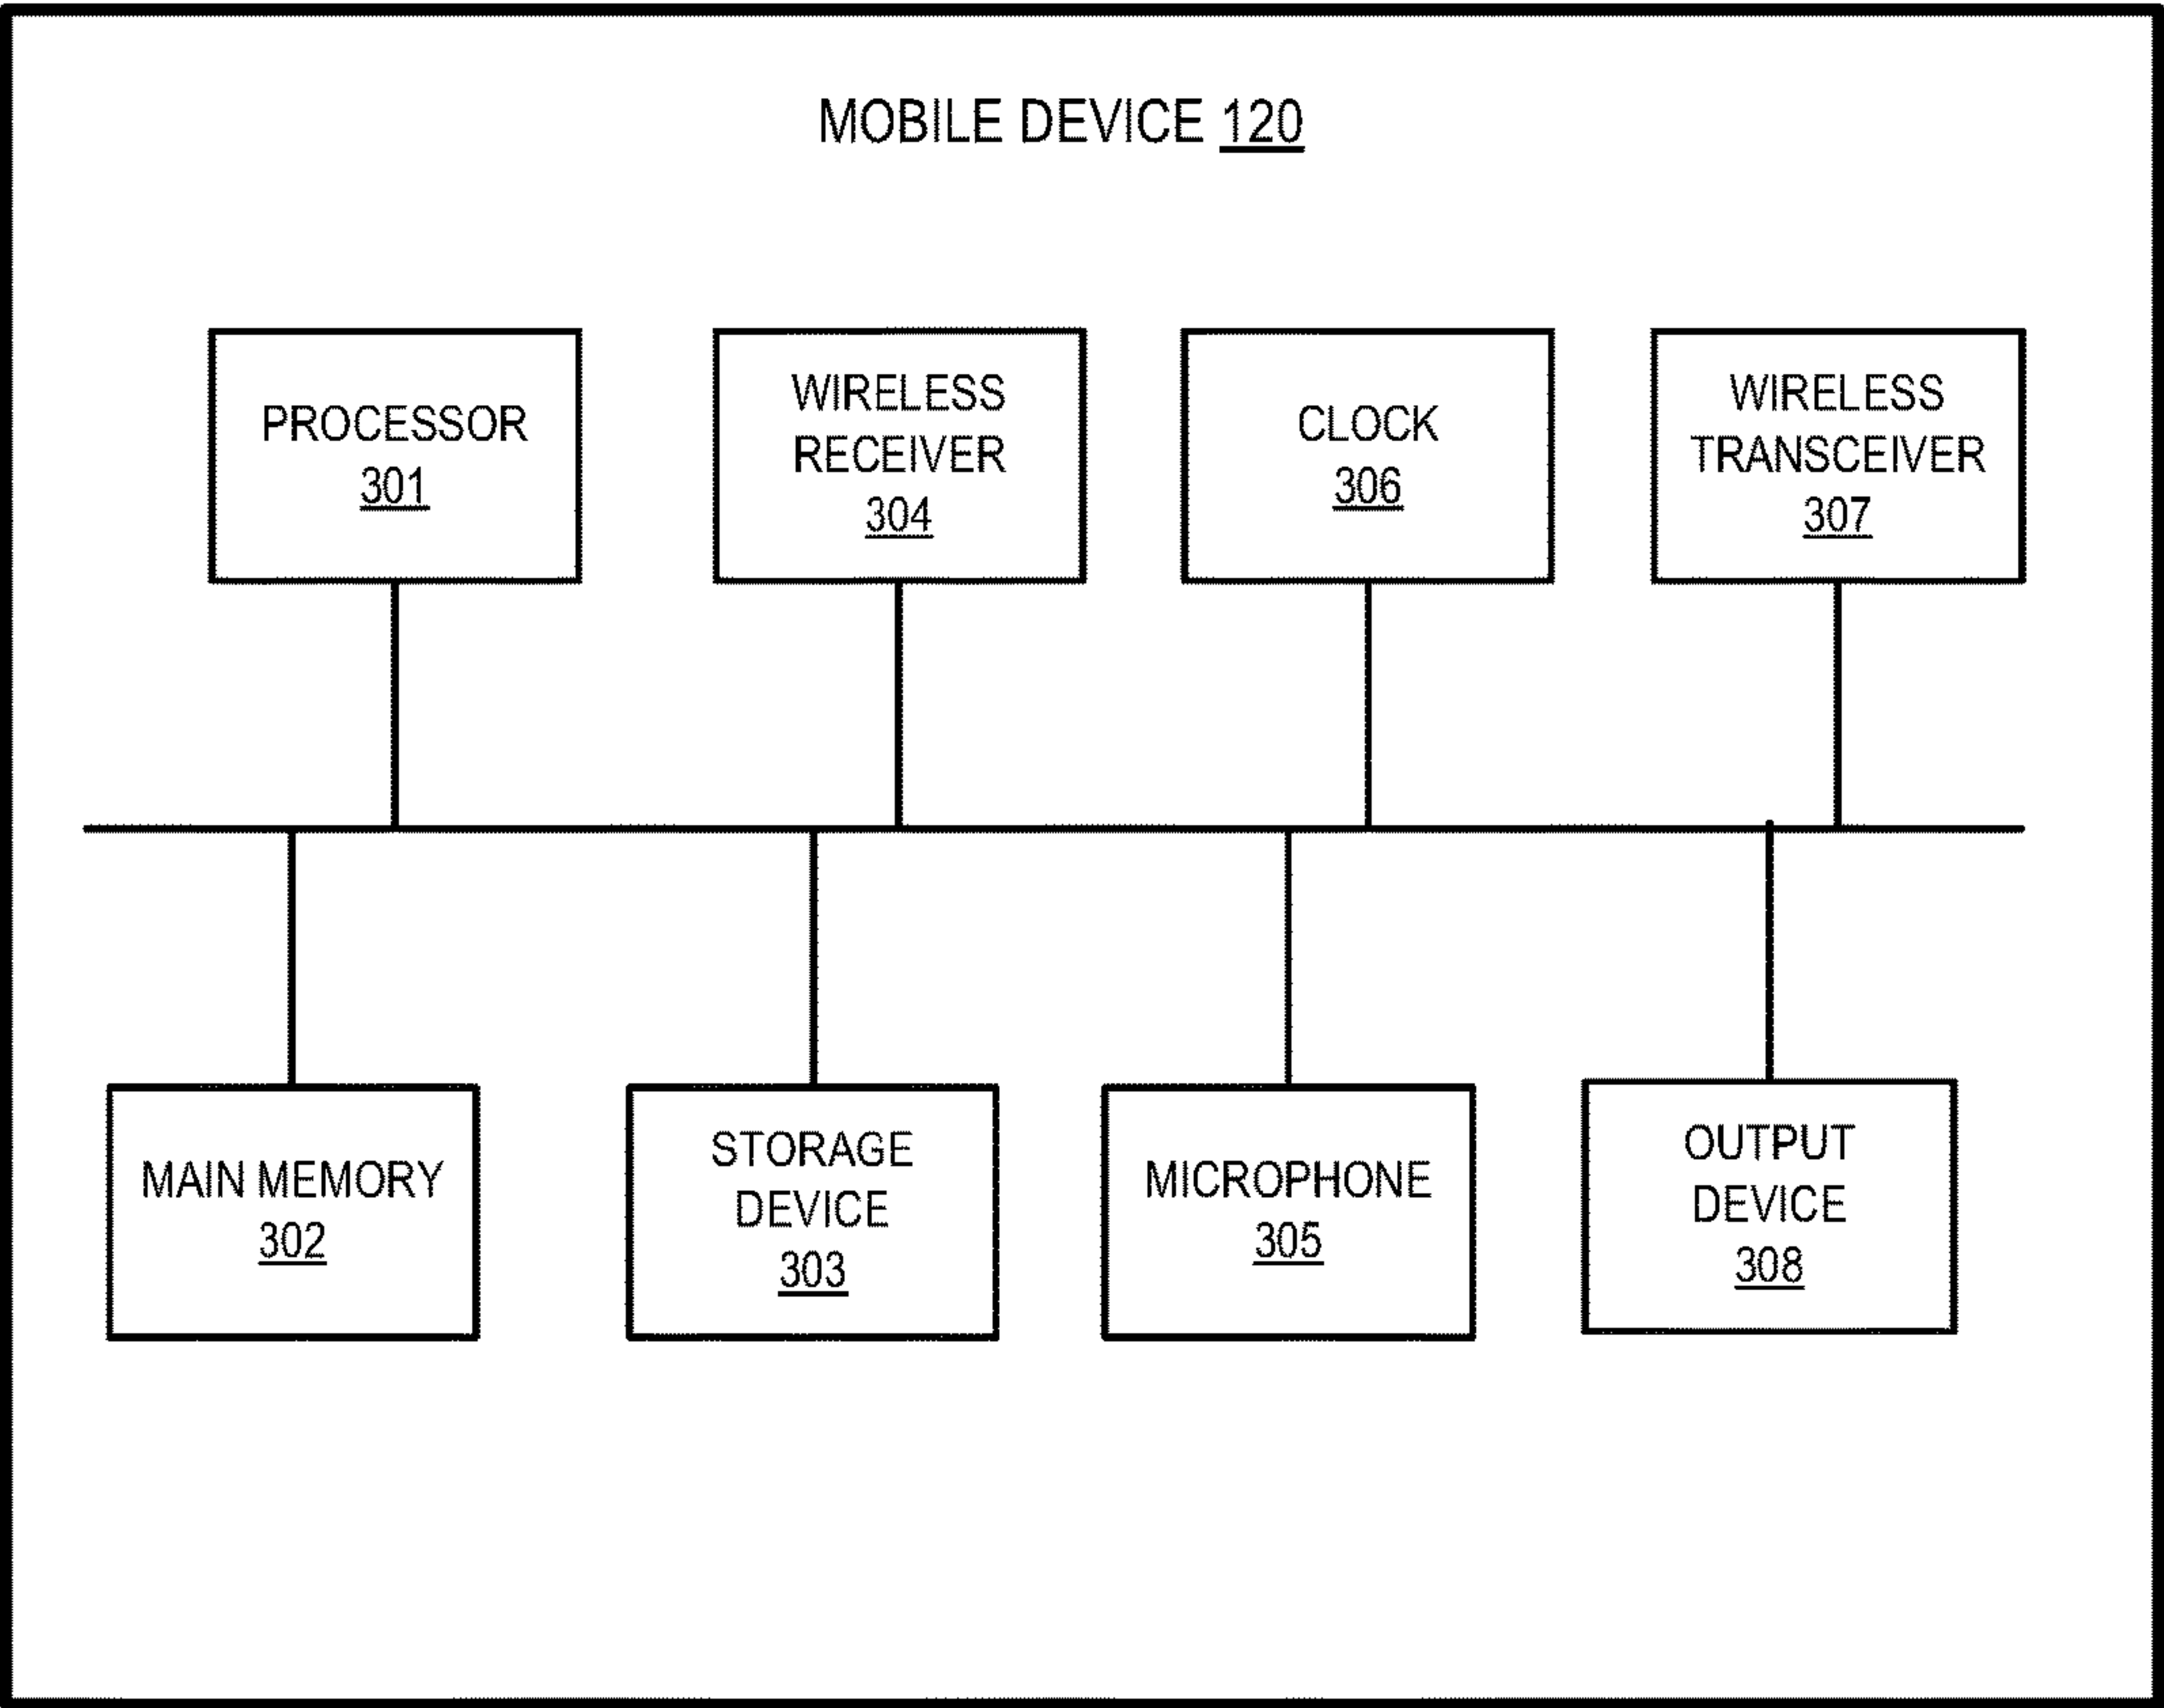 MOBILE DEVICE 120
PROCESSOR
301
WIRELESS
RECEIVER
304
CLOCK
306
WIRELESS
TRANSCEIVER
307
MAIN MEMORY
302
STORAGE
DEVICE
303
MICROPHONE
305
OUTPUT
DEVICE
308